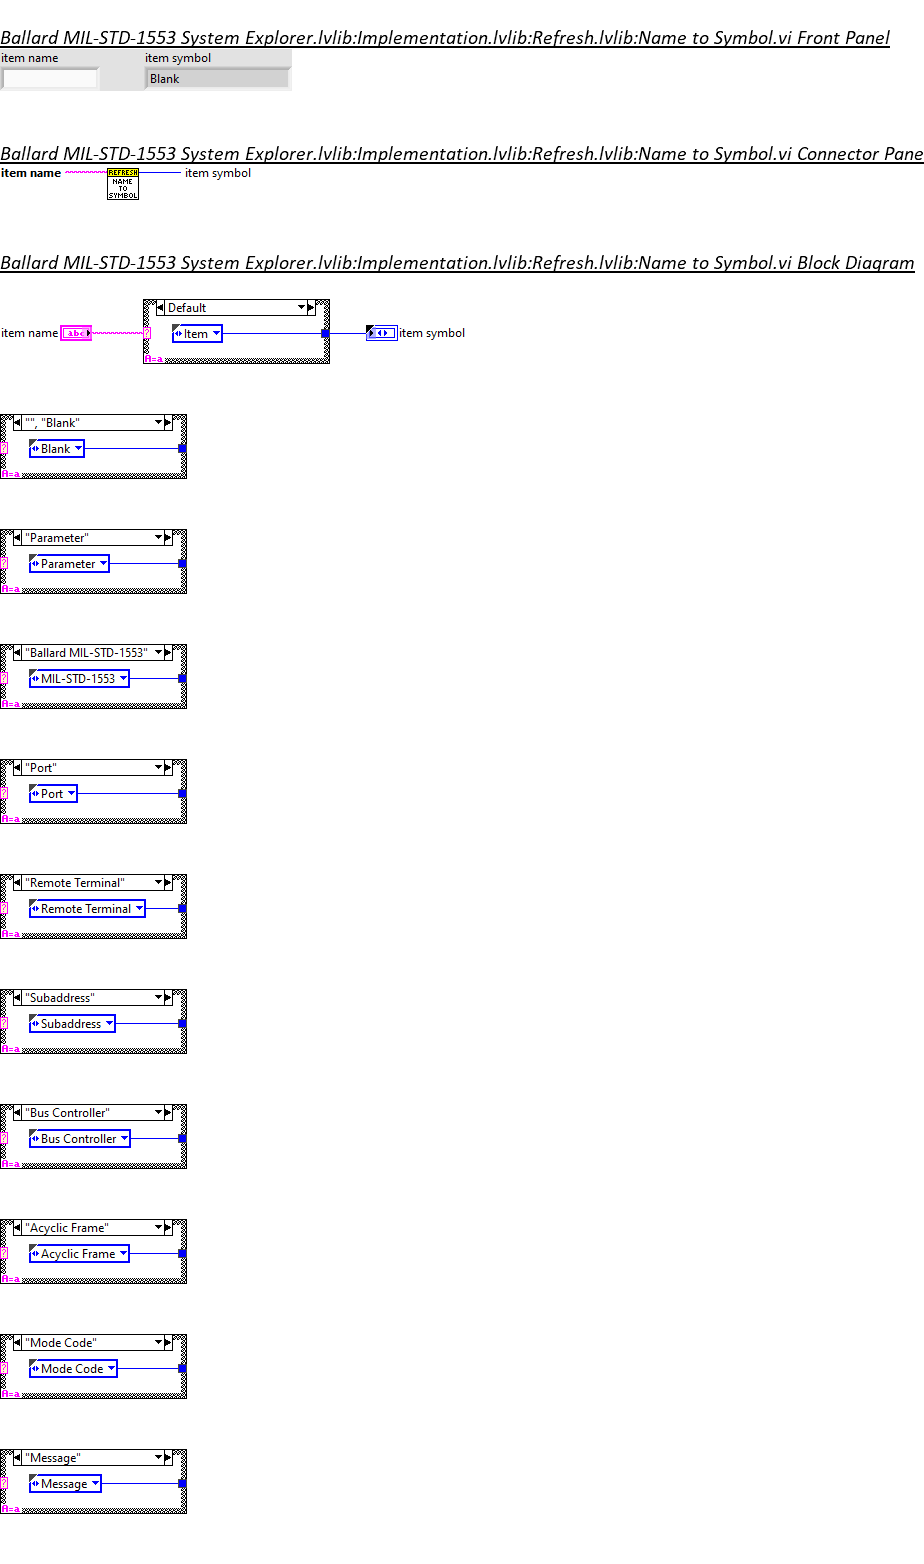 Ballard MIL-STD-1553 System Explorer.lvlib:Implementation.lvlib:Refresh.lvlib:Name to Symbol.vi Front Panel
item name item symbol
Blank
Ballard MIL-STD-1553 System Explorer.lvlib:Implementation.lvlib:Refresh.lvlib:Name to Symbol.vi Connector Pane
item name REFRESH item symbol
NAME
TO
SYMBOL
Ballard MIL-STD-1553 System Explorer.lvlib:Implementation.lvlib:Refresh.lvlib:Name to Symbol.vi Block Diagram
Default
item name abc ? Item item symbol
A=a
"", "Blank"
? Blank
A=a
"Parameter"
? Parameter
A=a
"Ballard MIL-STD-1553"
? MIL-STD-1553
A=a
"Port"
? Port
A=a
"Remote Terminal"
? Remote Terminal
A=a
"Subaddress"
? Subaddress
A=a
"Bus Controller"
? Bus Controller
A=a
"Acyclic Frame"
? Acyclic Frame
A=a
"Mode Code"
? Mode Code
A=a
"Message"
? Message
A=a